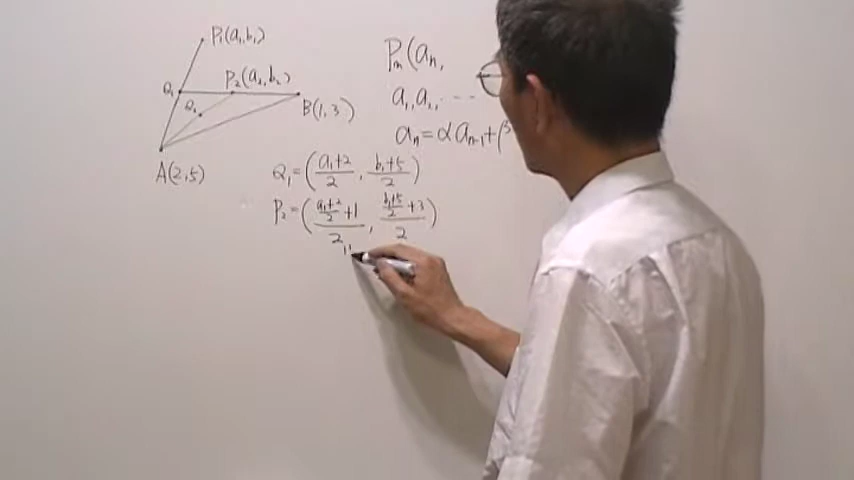 P₁(a₁,b₁)
Q₁
P₂(a₂,b₂)
Q₂
B(1,3)
A(2,5)
Pₙ(aₙ,
a₁,a₂,⋯
aₙ=αaₙ₋₁+β
Q₁=((a₁+2)/2, (b₁+5)/2)
P₂=(((a₁+2)/2+1)/2, ((b₁+5)/2+3)/2)